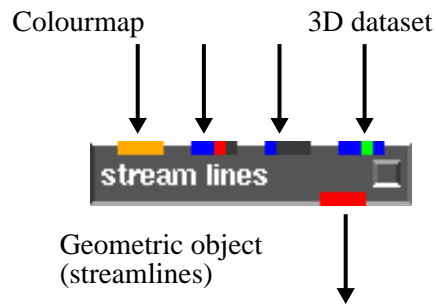 Colourmap
3D dataset
stream lines
Geometric object
(streamlines)